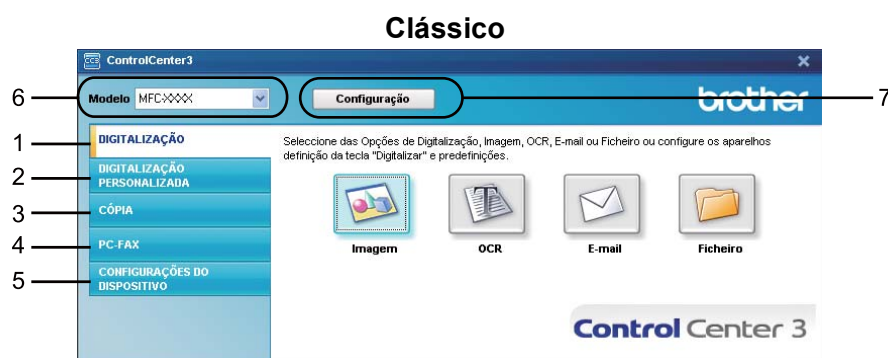 Clássico
ControlCenter3
6
Modelo MFC-XXXX
Configuração
brother
7
1
DIGITALIZAÇÃO
Seleccione das Opções de Digitalização, Imagem, OCR, E-mail ou Ficheiro ou configure os aparelhos
definição da tecla "Digitalizar" e predefinições.
2
DIGITALIZAÇÃO
PERSONALIZADA
3
CÓPIA
4
PC-FAX
Imagem
OCR
E-mail
Ficheiro
5
CONFIGURAÇÕES DO
DISPOSITIVO
Control Center 3